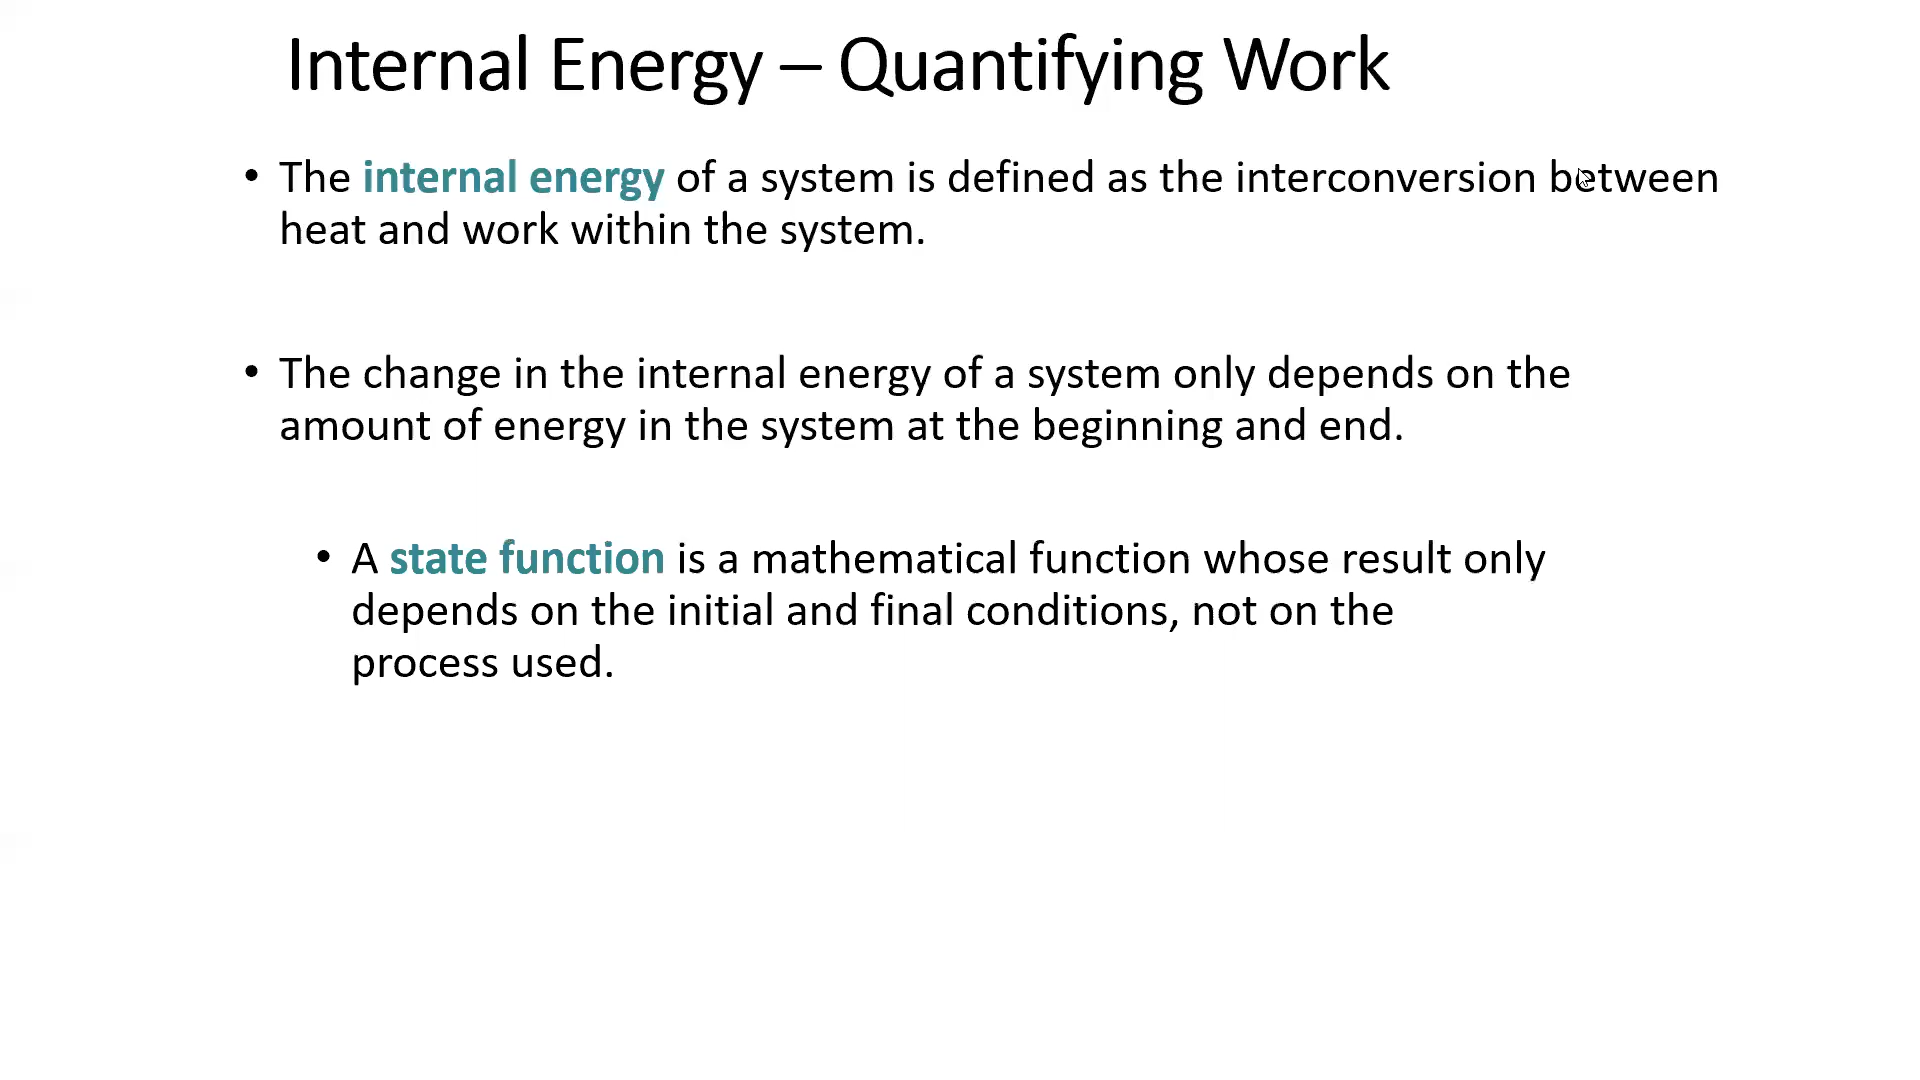 Internal Energy – Quantifying Work
• The internal energy of a system is defined as the interconversion between
heat and work within the system.
• The change in the internal energy of a system only depends on the
amount of energy in the system at the beginning and end.
• A state function is a mathematical function whose result only
depends on the initial and final conditions, not on the
process used.